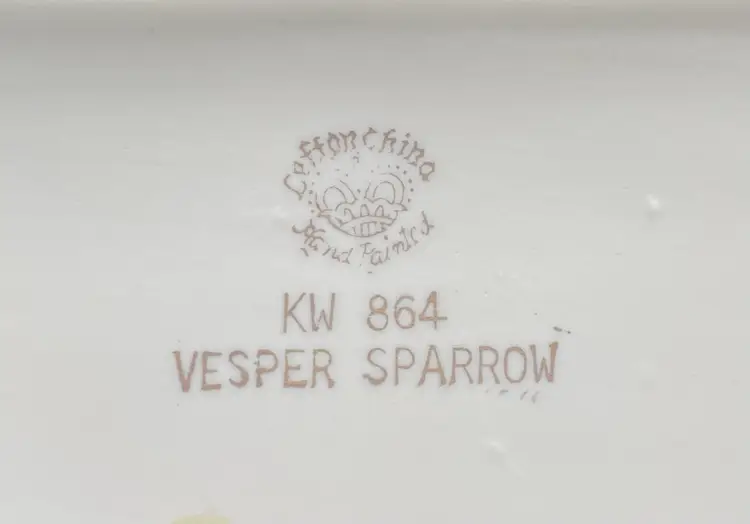 Lefton China
Hand Painted
KW 864
VESPER SPARROW